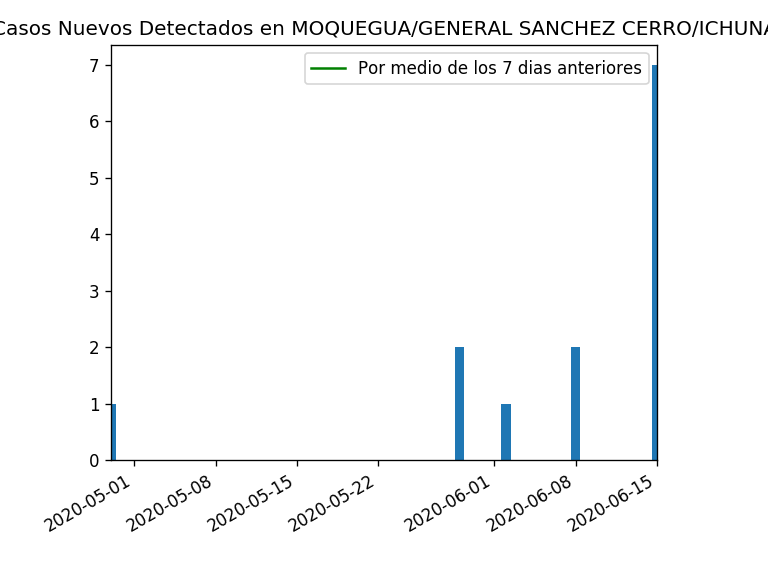 Casos Nuevos Detectados en MOQUEGUA/GENERAL SANCHEZ CERRO/ICHUNA
Por medio de los 7 dias anteriores
7
6
5
4
3
2
1
0
2020-05-01 2020-05-08 2020-05-15 2020-05-22 2020-06-01 2020-06-08 2020-06-15